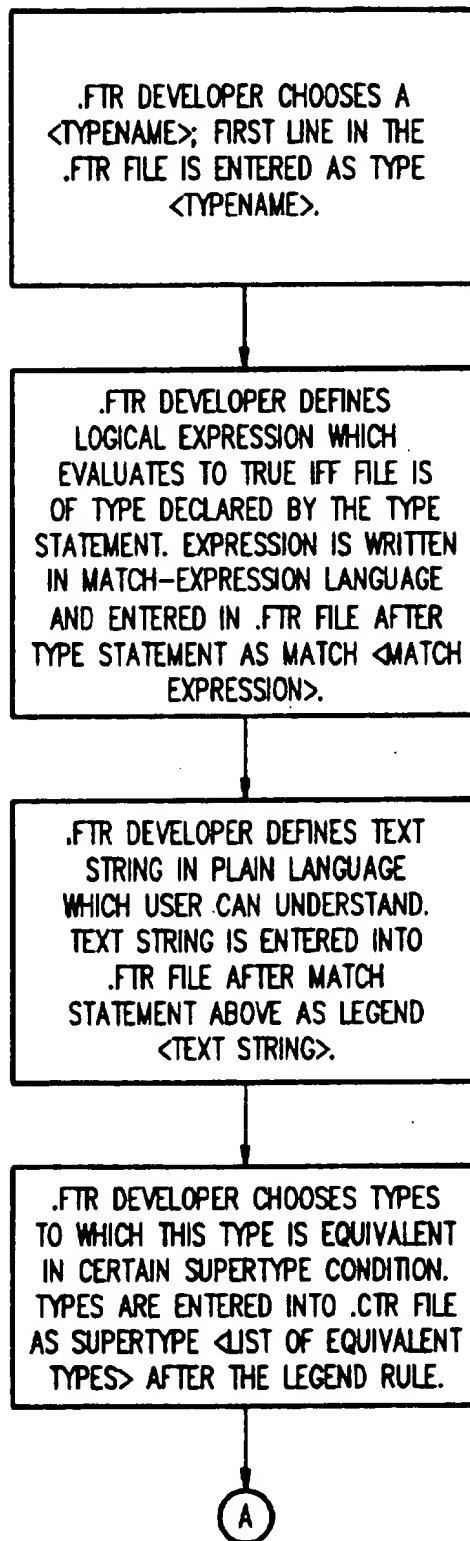 .FTR DEVELOPER CHOOSES A
<TYPENAME>; FIRST LINE IN THE
.FTR FILE IS ENTERED AS TYPE
<TYPENAME>.
.FTR DEVELOPER DEFINES
LOGICAL EXPRESSION WHICH
EVALUATES TO TRUE IFF FILE IS
OF TYPE DECLARED BY THE TYPE
STATEMENT. EXPRESSION IS WRITTEN
IN MATCH-EXPRESSION LANGUAGE
AND ENTERED IN .FTR FILE AFTER
TYPE STATEMENT AS MATCH <MATCH
EXPRESSION>.
.FTR DEVELOPER DEFINES TEXT
STRING IN PLAIN LANGUAGE
WHICH USER CAN UNDERSTAND.
TEXT STRING IS ENTERED INTO
.FTR FILE AFTER MATCH
STATEMENT ABOVE AS LEGEND
<TEXT STRING>.
.FTR DEVELOPER CHOOSES TYPES
TO WHICH THIS TYPE IS EQUIVALENT
IN CERTAIN SUPERTYPE CONDITION.
TYPES ARE ENTERED INTO .CTR FILE
AS SUPERTYPE <LIST OF EQUIVALENT
TYPES> AFTER THE LEGEND RULE.
A